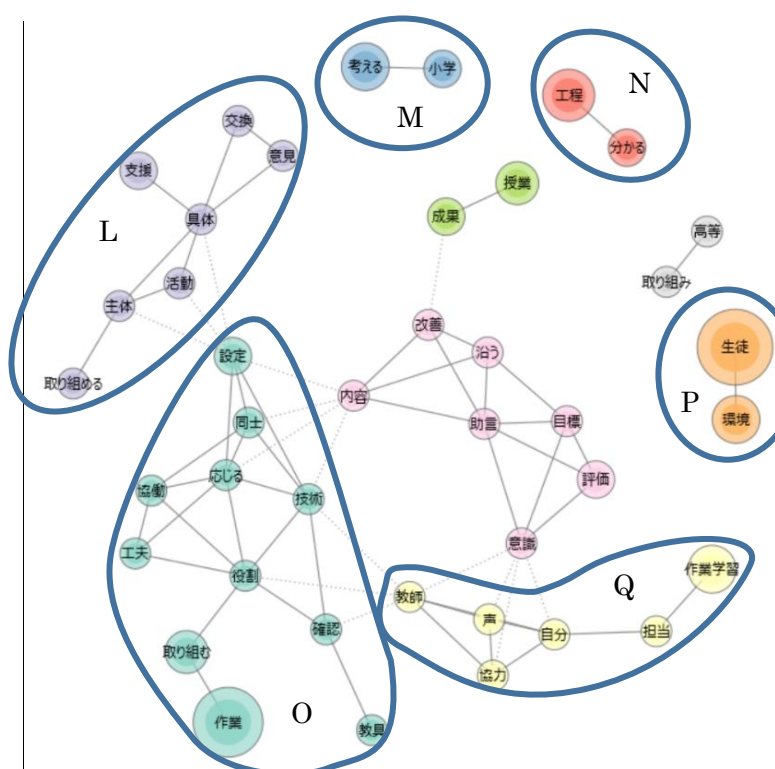 考える
小学
M
工程
分かる
N
交換
意見
支援
具体
L
活動
主体
取り組める
授業
成果
高等
取り組み
生徒
環境
P
改善
沿う
内容
助言
目標
評価
意識
設定
同士
応じる
協働
技術
工夫
役割
確認
取り組む
作業
教具
O
作業学習
Q
教師
声
自分
担当
協力